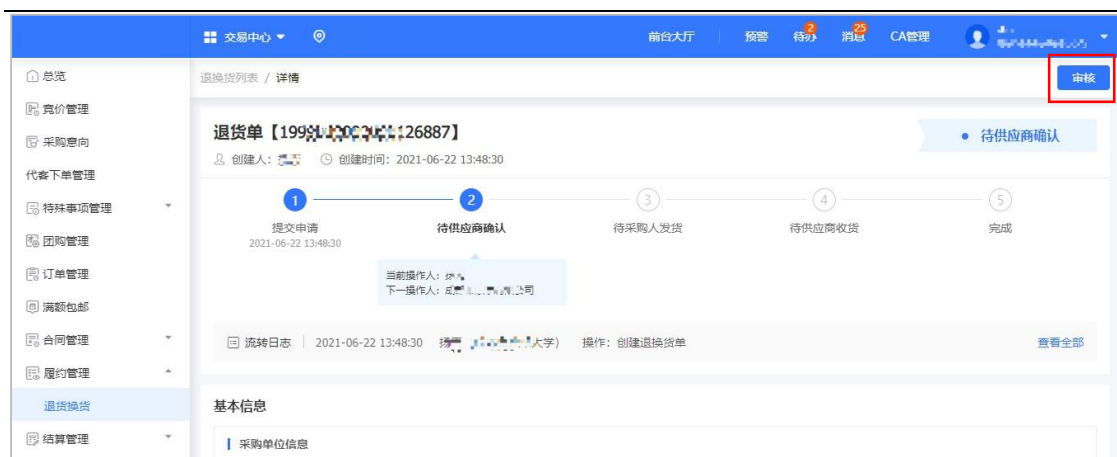 交易中心
前台大厅 预警 待办 2 消息 25 CA管理
总览
退换货列表 / 详情
审核
竞价管理
采购意向
退货单【199 126887】
待供应商确认
创建人： 创建时间：2021-06-22 13:48:30
代客下单管理
特殊事项管理
1 2 3 4 5
提交申请 待供应商确认 待采购人发货 待供应商收货 完成
2021-06-22 13:48:30
团购管理
订单管理
当前操作人：
下一操作人： 公司
满额包邮
合同管理
流转日志 2021-06-22 13:48:30 大学） 操作：创建退换货单 查看全部
履约管理
退货换货
基本信息
结算管理
采购单位信息